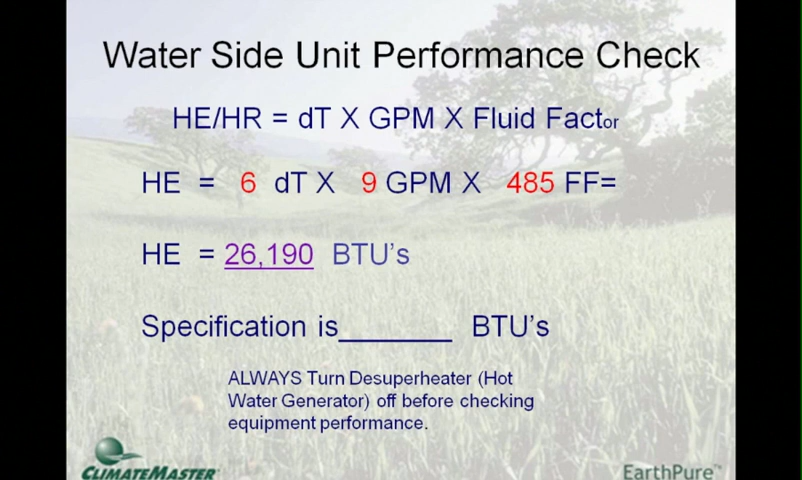 Water Side Unit Performance Check
HE/HR = dT X GPM X Fluid Factor
HE = 6 dT X 9 GPM X 485 FF=
HE = 26,190 BTU's
Specification is_______ BTU's
ALWAYS Turn Desuperheater (Hot
Water Generator) off before checking
equipment performance.
CLIMATEMASTER
EarthPure™